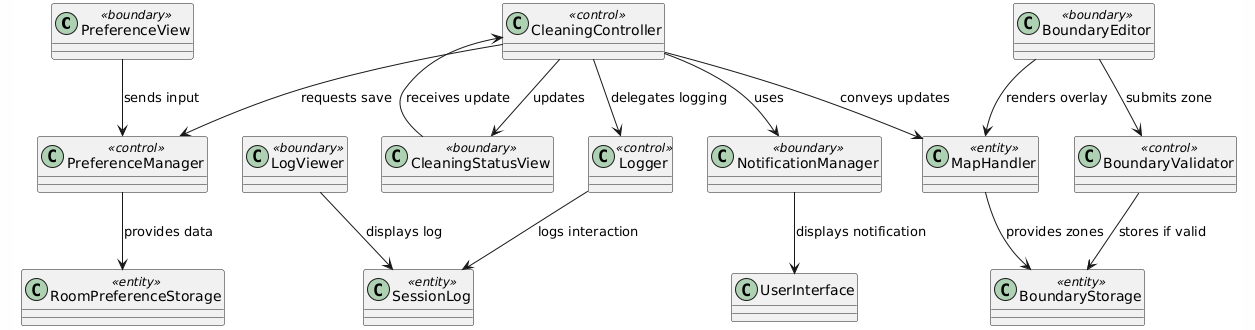 «boundary»
C PreferenceView
«control»
C CleaningController
«boundary»
C BoundaryEditor
sends input
requests save
receives update
updates
delegates logging
uses
conveys updates
renders overlay
submits zone
«control»
C PreferenceManager
«boundary»
C LogViewer
«boundary»
C CleaningStatusView
«control»
C Logger
«boundary»
C NotificationManager
«entity»
C MapHandler
«control»
C BoundaryValidator
provides data
displays log
logs interaction
displays notification
provides zones
stores if valid
«entity»
C RoomPreferenceStorage
«entity»
C SessionLog
C UserInterface
«entity»
C BoundaryStorage